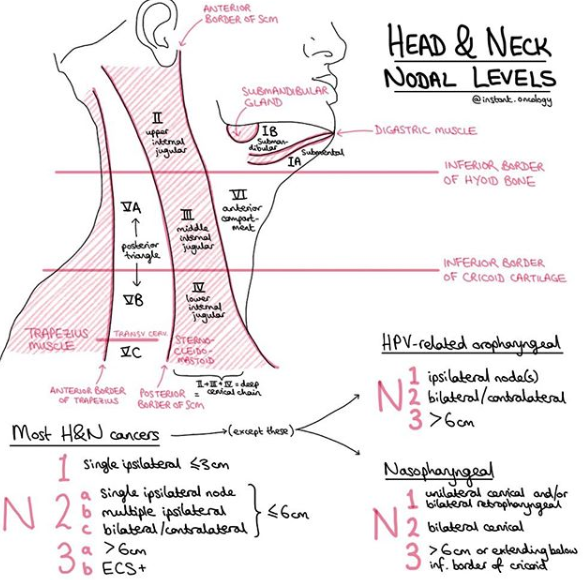 HEAD & NECK
NODAL LEVELS
@instant.oncology
ANTERIOR
BORDER OF SCM
SUBMANDIBULAR
GLAND
DIGASTRIC MUSCLE
IB
Subman-
dibular
Submental
IA
II
upper
internal
jugular
INFERIOR BORDER
OF HYOID BONE
VI
anterior
compart-
ment
VA
posterior
triangle
VB
III
middle
internal
jugular
INFERIOR BORDER
OF CRICOID CARTILAGE
IV
lower
internal
jugular
TRAPEZIUS
MUSCLE
TRANSV CERV.
VC
STERNO-
CLEIDO-
MASTOID
ANTERIOR BORDER
OF TRAPEZIUS
POSTERIOR
BORDER OF SCM
II+III+IV = deep
cervical chain
Most H&N cancers
(except these)
N
1 single ipsilateral ≤3cm
2 a single ipsilateral node
b multiple ipsilateral
c bilateral/contralateral
≤6cm
3 a >6cm
b ECS+
HPV-related oropharyngeal
N
1 ipsilateral node(s)
2 bilateral/contralateral
3 >6cm
Nasopharyngeal
N
1 unilateral cervical and/or
bilateral retropharyngeal
2 bilateral cervical
3 >6cm or extending below
inf. border of cricoid